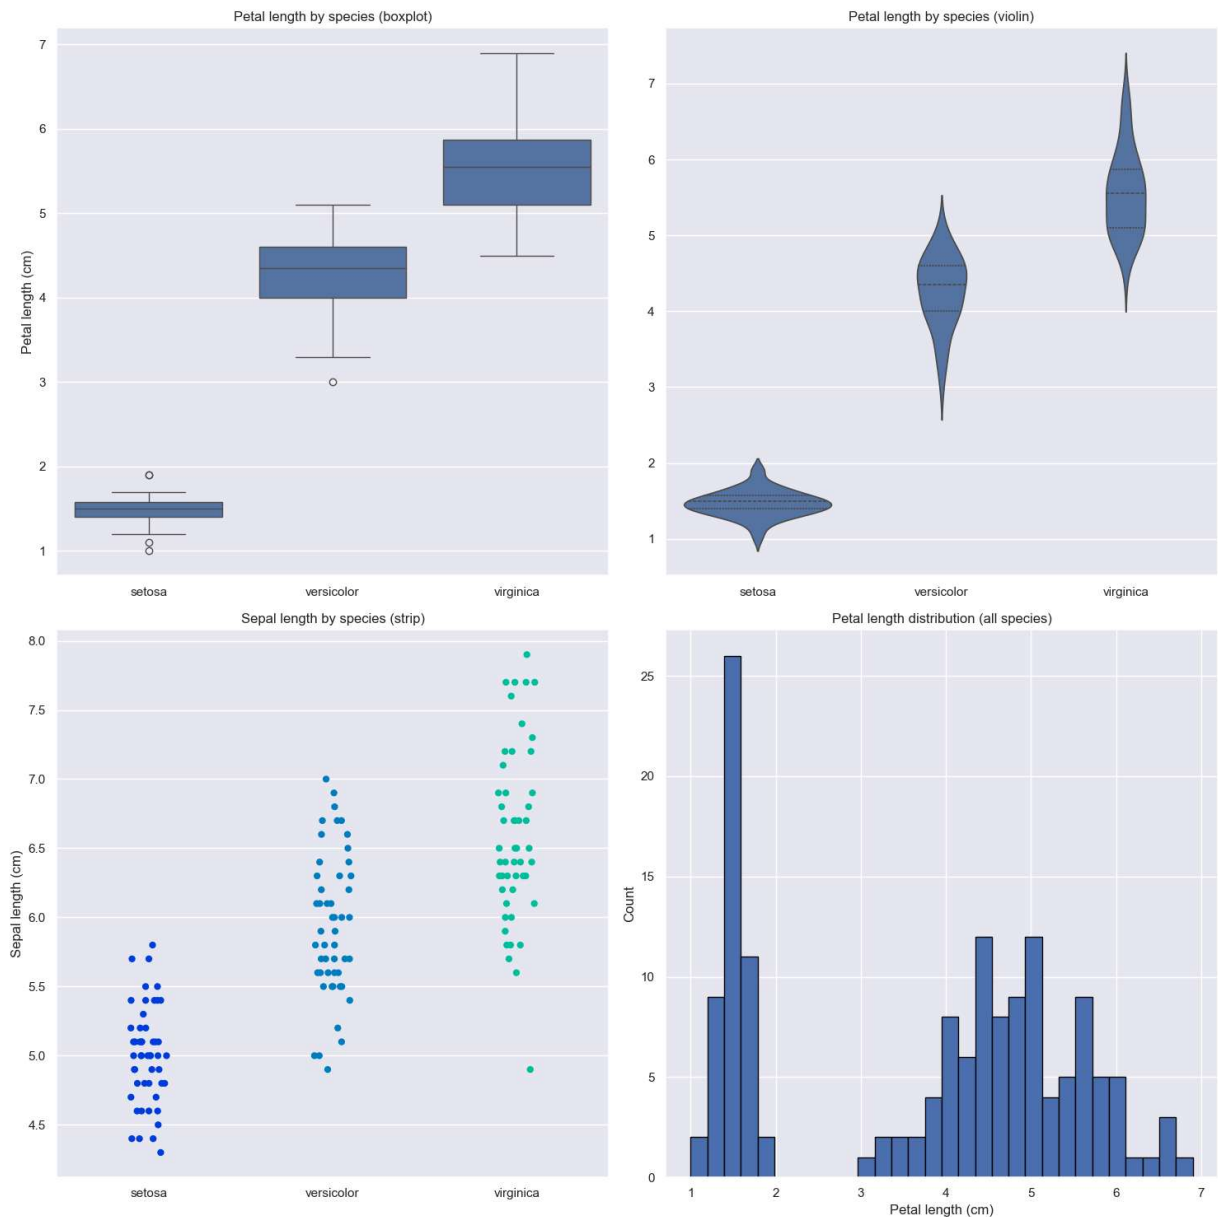 Petal length by species (boxplot)
7
6
5
4
3
2
1
Petal length (cm)
setosa versicolor virginica
Petal length by species (violin)
7
6
5
4
3
2
1
setosa versicolor virginica
Sepal length by species (strip)
8.0
7.5
7.0
6.5
6.0
5.5
5.0
4.5
Sepal length (cm)
setosa versicolor virginica
Petal length distribution (all species)
25
20
15
10
5
0
Count
1 2 3 4 5 6 7
Petal length (cm)